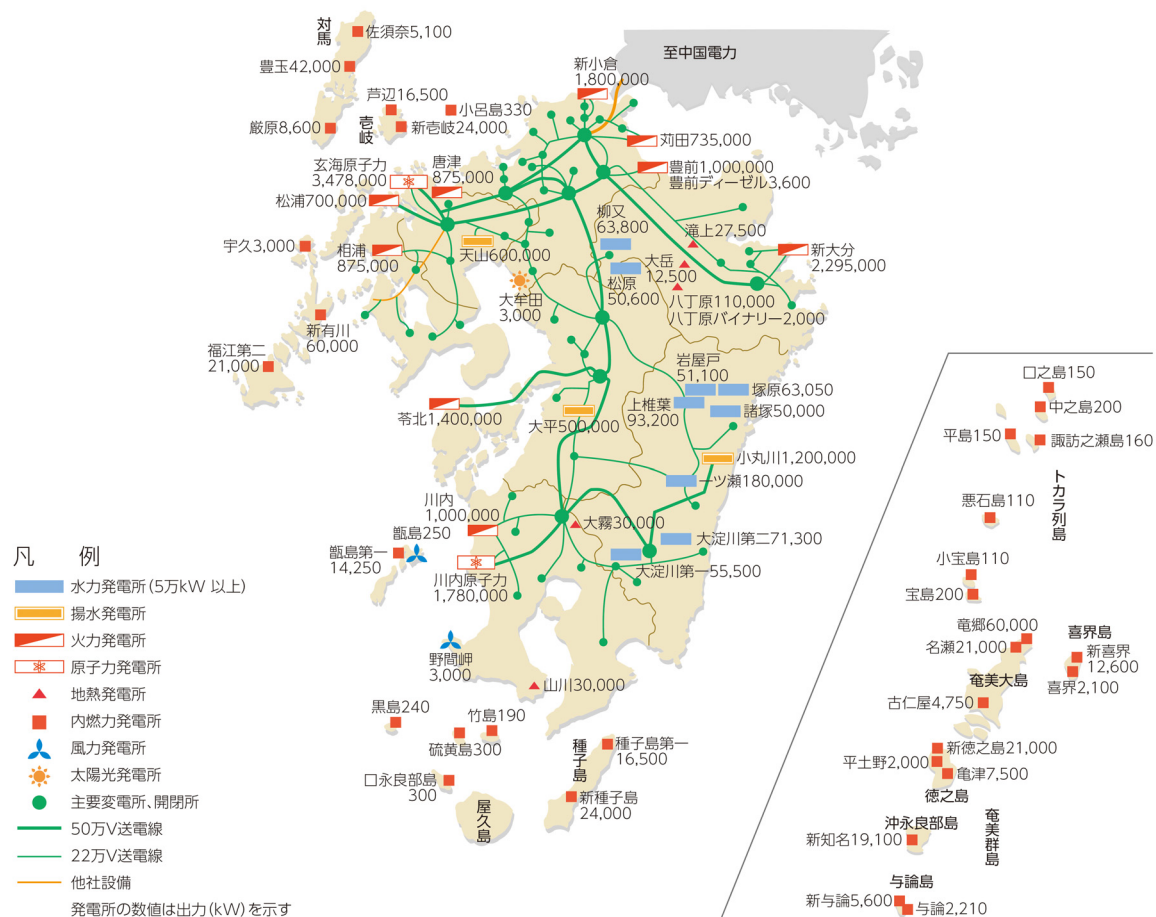 対馬
佐須奈5,100
豊玉42,000
厳原8,600
芦辺16,500
小呂島330
壱岐
新壱岐24,000
至中国電力
新小倉
1,800,000
苅田735,000
豊前1,000,000
豊前ディーゼル3,600
玄海原子力
3,478,000
唐津
875,000
松浦700,000
宇久3,000
相浦
875,000
天山600,000
柳又
63,800
滝上27,500
大岳
12,500
松原
50,600
新大分
2,295,000
八丁原110,000
八丁原バイナリー2,000
大牟田
3,000
新有川
60,000
福江第二
21,000
岩屋戸
51,100
塚原63,050
上椎葉
93,200
諸塚50,000
苓北1,400,000
大平500,000
小丸川1,200,000
一ツ瀬180,000
川内
1,000,000
大霧30,000
大淀川第二71,300
大淀川第一55,500
甑島250
甑島第一
14,250
川内原子力
1,780,000
野間岬
3,000
山川30,000
黒島240
竹島190
硫黄島300
口永良部島
300
屋久島
種子島
種子島第一
16,500
新種子島
24,000
口之島150
中之島200
平島150
諏訪之瀬島160
トカラ列島
悪石島110
小宝島110
宝島200
竜郷60,000
名瀬21,000
喜界島
新喜界
12,600
喜界2,100
奄美大島
古仁屋4,750
新徳之島21,000
平土野2,000
亀津7,500
徳之島
奄美群島
沖永良部島
新知名19,100
与論島
新与論5,600
与論2,210
凡 例
水力発電所(5万kW 以上)
揚水発電所
火力発電所
原子力発電所
地熱発電所
内燃力発電所
風力発電所
太陽光発電所
主要変電所、開閉所
50万V送電線
22万V送電線
他社設備
発電所の数値は出力(kW)を示す